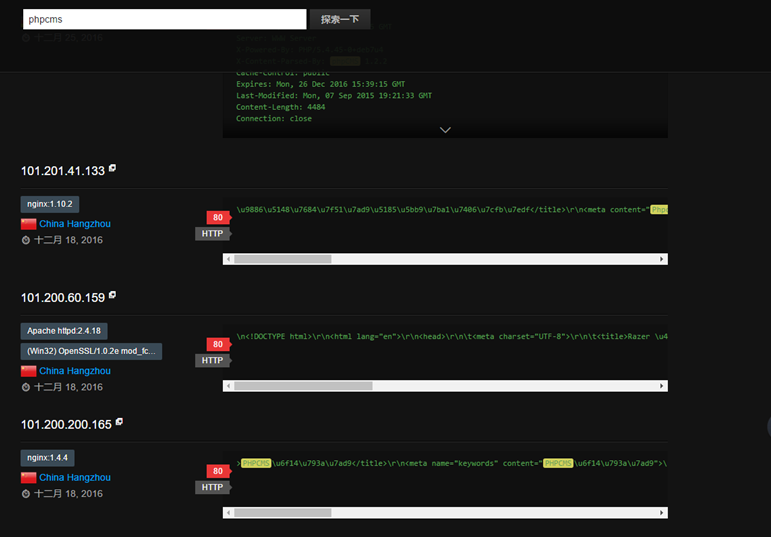 phpcms 探索一下
十二月 25, 2016
Cache-Control: public
Expires: Mon, 26 Dec 2016 15:39:15 GMT
Last-Modified: Mon, 07 Sep 2015 19:21:33 GMT
Content-Length: 4484
Connection: close
101.201.41.133
nginx:1.10.2
China Hangzhou
十二月 18, 2016
80
HTTP
\u9886\u5148\u7684\u7f51\u7ad9\u5185\u5bb9\u7ba1\u7406\u7cfb\u7edf</title>\r\n<meta content="Phpc
101.200.60.159
Apache httpd:2.4.18
(Win32) OpenSSL/1.0.2e mod_fc...
China Hangzhou
十二月 18, 2016
80
HTTP
\n<!DOCTYPE html>\r\n<html lang="en">\r\n<head>\r\n\t<meta charset="UTF-8">\r\n\t<title>Razer \u4
101.200.200.165
nginx:1.4.4
China Hangzhou
十二月 18, 2016
80
HTTP
>PHPCMS\u6f14\u793a\u7ad9</title>\r\n<meta name="keywords" content="PHPCMS\u6f14\u793a\u7ad9">\